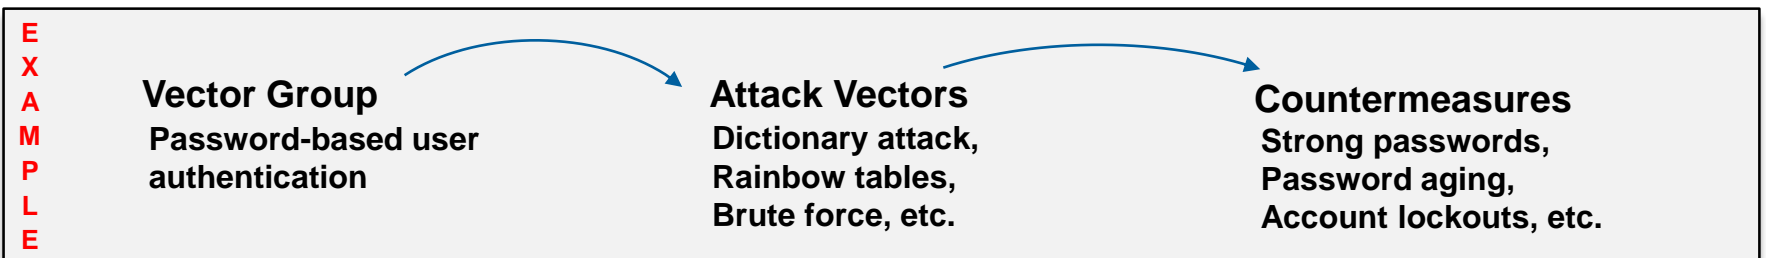 E
X
A
M
P
L
E
Vector Group
Password-based user
authentication
Attack Vectors
Dictionary attack,
Rainbow tables,
Brute force, etc.
Countermeasures
Strong passwords,
Password aging,
Account lockouts, etc.